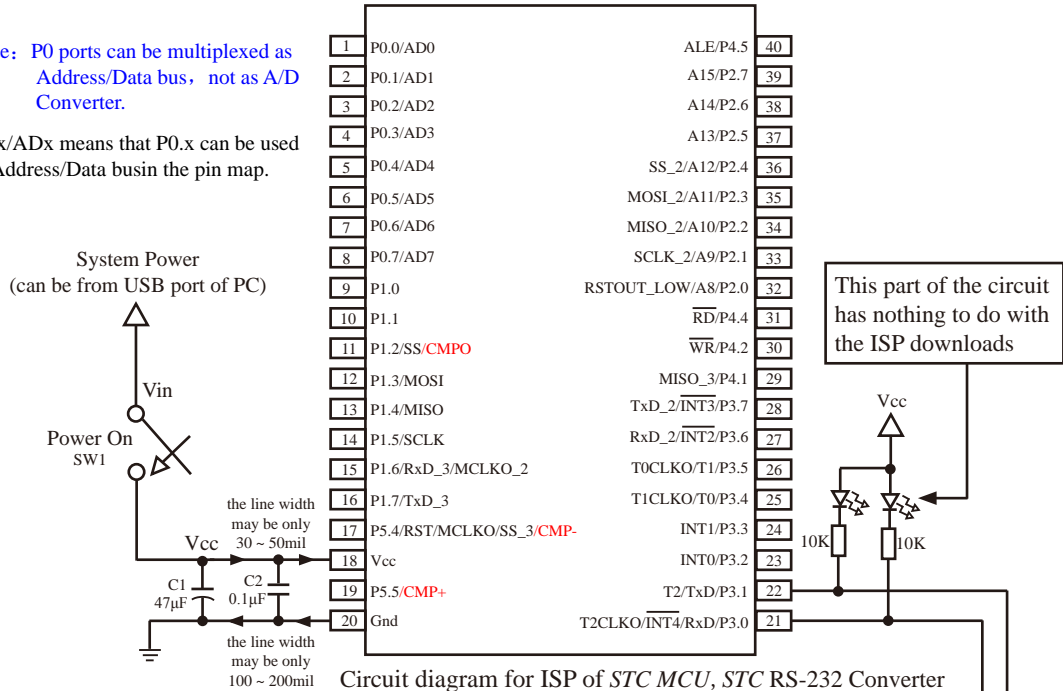 e: P0 ports can be multiplexed as
Address/Data bus, not as A/D
Converter.
x/ADx means that P0.x can be used
Address/Data busin the pin map.
System Power
(can be from USB port of PC)
Vin
Power On
SW1
Vcc
the line width
may be only
30 ~ 50mil
C1
47μF
C2
0.1μF
the line width
may be only
100 ~ 200mil
1 P0.0/AD0
2 P0.1/AD1
3 P0.2/AD2
4 P0.3/AD3
5 P0.4/AD4
6 P0.5/AD5
7 P0.6/AD6
8 P0.7/AD7
9 P1.0
10 P1.1
11 P1.2/SS/CMPO
12 P1.3/MOSI
13 P1.4/MISO
14 P1.5/SCLK
15 P1.6/RxD_3/MCLKO_2
16 P1.7/TxD_3
17 P5.4/RST/MCLKO/SS_3/CMP-
18 Vcc
19 P5.5/CMP+
20 Gnd
ALE/P4.5 40
A15/P2.7 39
A14/P2.6 38
A13/P2.5 37
SS_2/A12/P2.4 36
MOSI_2/A11/P2.3 35
MISO_2/A10/P2.2 34
SCLK_2/A9/P2.1 33
RSTOUT_LOW/A8/P2.0 32
RD/P4.4 31
WR/P4.2 30
MISO_3/P4.1 29
TxD_2/INT3/P3.7 28
RxD_2/INT2/P3.6 27
T0CLKO/T1/P3.5 26
T1CLKO/T0/P3.4 25
INT1/P3.3 24
INT0/P3.2 23
T2/TxD/P3.1 22
T2CLKO/INT4/RxD/P3.0 21
This part of the circuit
has nothing to do with
the ISP downloads
Vcc
10K
10K
Circuit diagram for ISP of STC MCU, STC RS-232 Converter